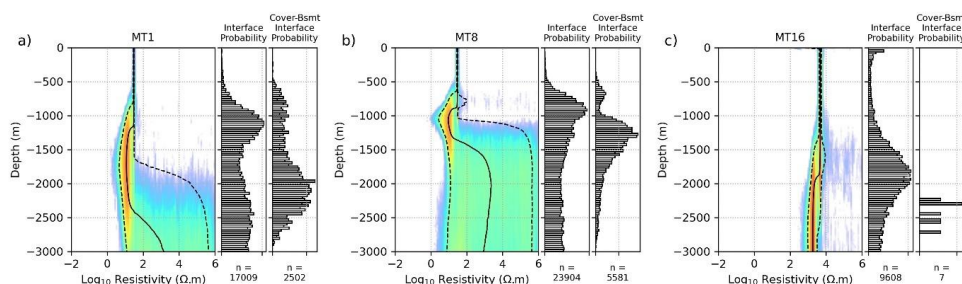 a)
MT1
Interface
Probability
Cover-Bsmt
Interface
Probability
0
−500
−1000
−1500
−2000
−2500
−3000
Depth (m)
−2 0 2 4 6
Log10 Resistivity (Ω.m)
n =
17009
n =
2502
b)
MT8
Interface
Probability
Cover-Bsmt
Interface
Probability
0
−500
−1000
−1500
−2000
−2500
−3000
Depth (m)
−2 0 2 4 6
Log10 Resistivity (Ω.m)
n =
23904
n =
5581
c)
MT16
Interface
Probability
Cover-Bsmt
Interface
Probability
0
−500
−1000
−1500
−2000
−2500
−3000
Depth (m)
−2 0 2 4 6
Log10 Resistivity (Ω.m)
n =
9608
n =
7